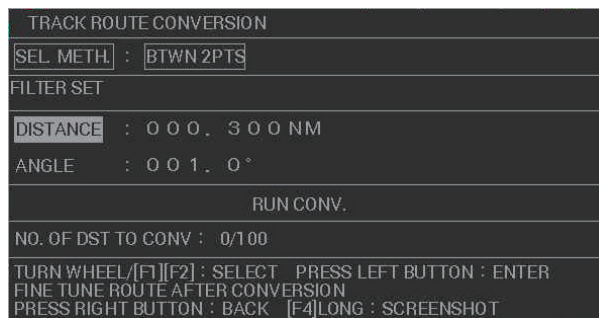 TRACK ROUTE CONVERSION
SEL. METH. : BTWN 2PTS
FILTER SET
DISTANCE : 000. 300NM
ANGLE : 001. 0°
RUN CONV.
NO. OF DST TO CONV : 0/100
TURN WHEEL/[F1][F2] : SELECT PRESS LEFT BUTTON : ENTER
FINE TUNE ROUTE AFTER CONVERSION
PRESS RIGHT BUTTON : BACK [F4]LONG : SCREENSHOT